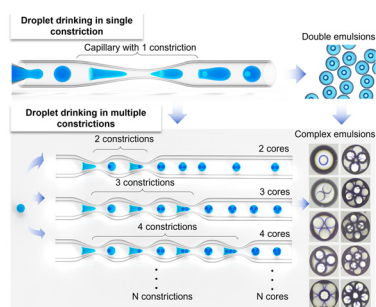 Droplet drinking in single
constriction
Capillary with 1 constriction
Double emulsions
Droplet drinking in multiple
constrictions
Complex emulsions
2 constrictions
2 cores
3 constrictions
3 cores
4 constrictions
4 cores
N constrictions
N cores